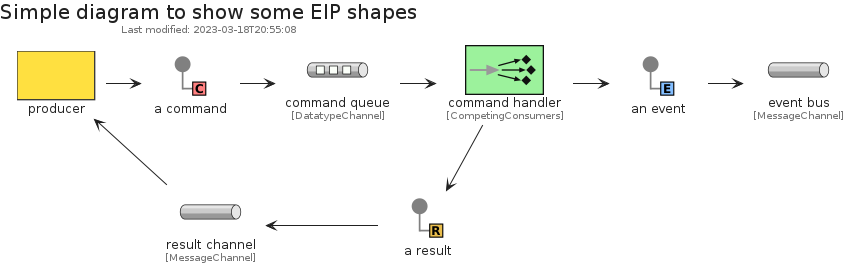 Simple diagram to show some EIP shapes
Last modified: 2023-03-18T20:55:08
C
E
producer
a command
command queue
command handler
an event
event bus
[DatatypeChannel]
[CompetingConsumers]
[MessageChannel]
R
result channel
a result
[MessageChannel]